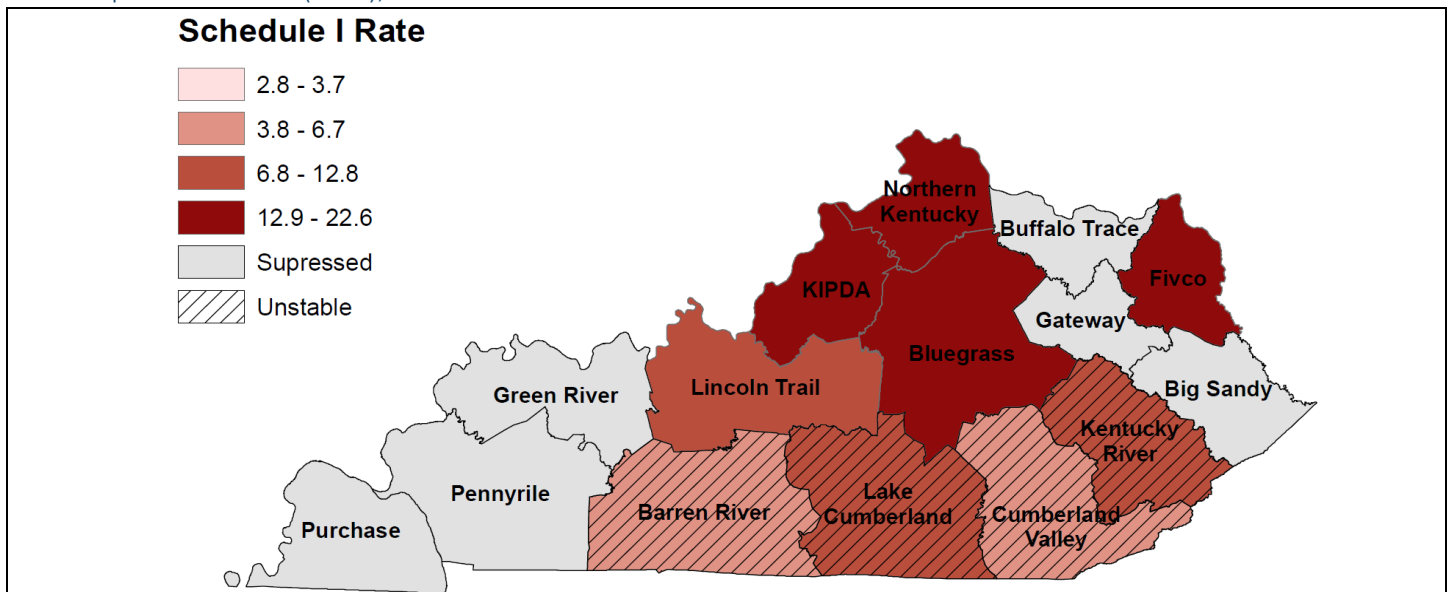 Schedule I Rate
2.8 - 3.7
3.8 - 6.7
6.8 - 12.8
12.9 - 22.6
Supressed
Unstable
Northern
Kentucky
Buffalo Trace
Fivco
KIPDA
Gateway
Bluegrass
Lincoln Trail
Big Sandy
Green River
Kentucky
River
Pennyrile
Lake
Cumberland
Barren River
Cumberland
Valley
Purchase